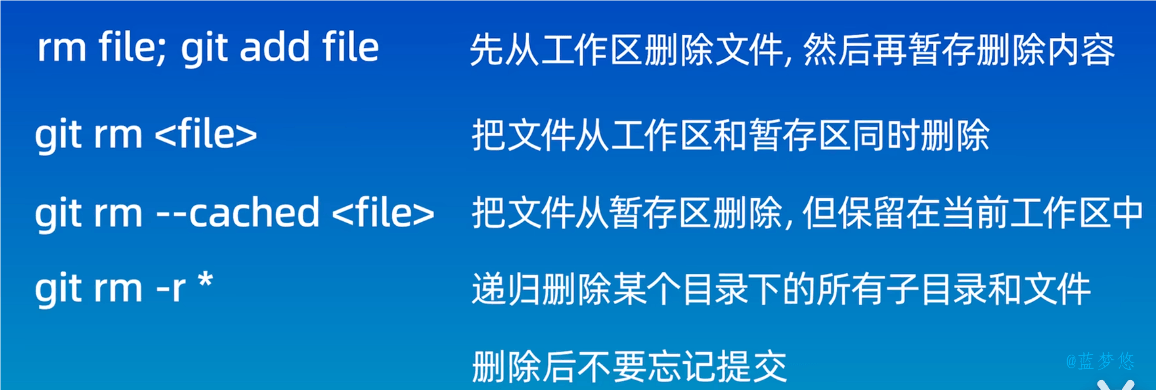 rm file; git add file 先从工作区删除文件, 然后再暂存删除内容
git rm <file> 把文件从工作区和暂存区同时删除
git rm --cached <file> 把文件从暂存区删除, 但保留在当前工作区中
git rm -r * 递归删除某个目录下的所有子目录和文件
删除后不要忘记提交
@蓝梦悠